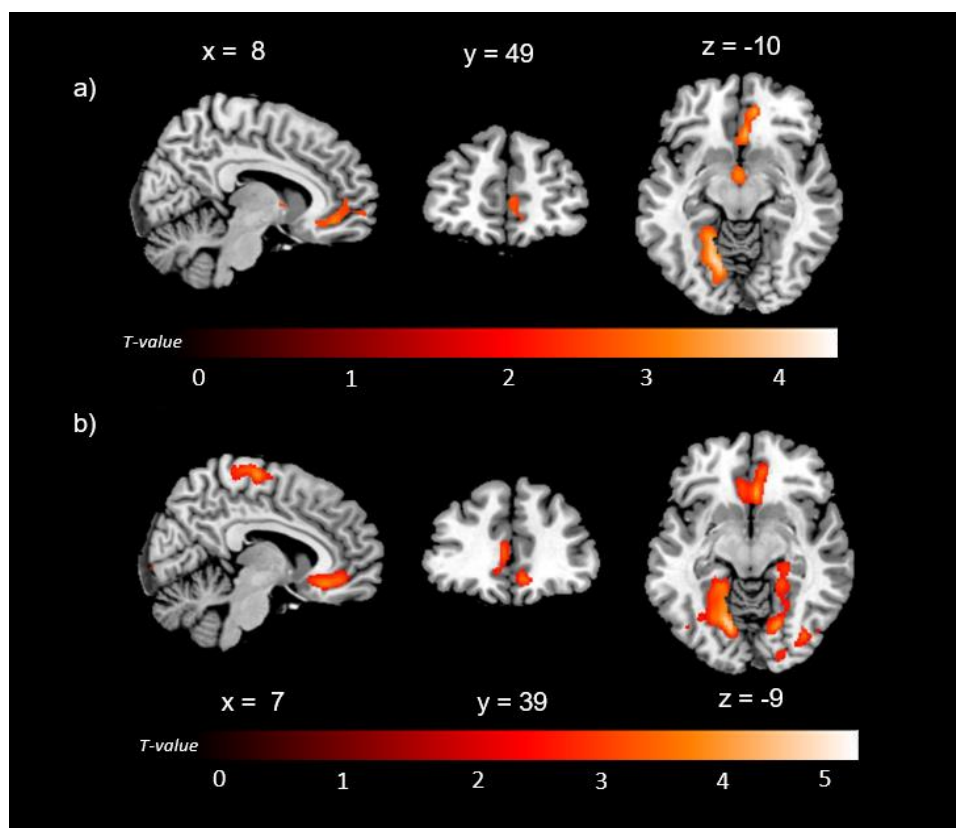 x = 8 y = 49 z = -10
a)
T-value
0 1 2 3 4
b)
x = 7 y = 39 z = -9
T-value
0 1 2 3 4 5